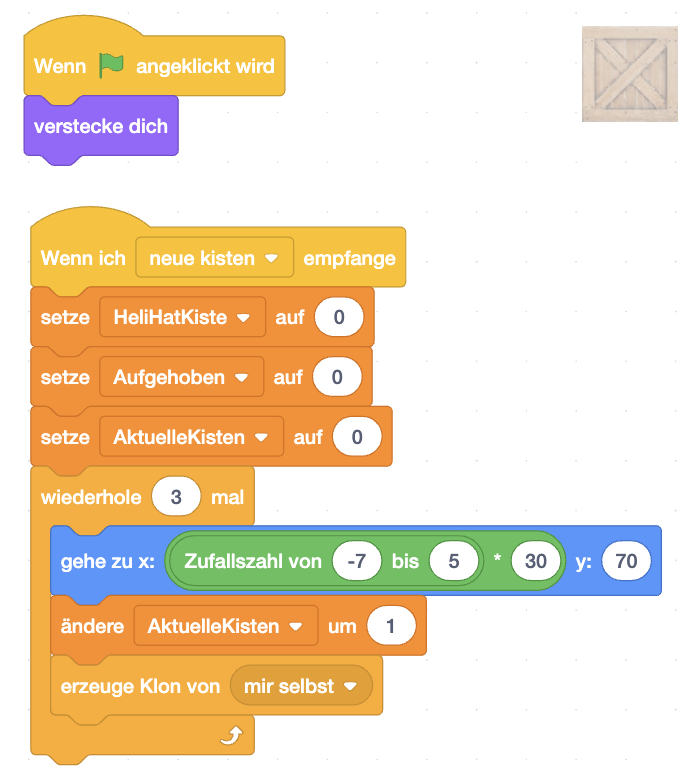 Wenn angeklickt wird
verstecke dich
Wenn ich neue kisten empfange
setze HeliHatKiste auf 0
setze Aufgehoben auf 0
setze AktuelleKisten auf 0
wiederhole 3 mal
gehe zu x: Zufallszahl von -7 bis 5 * 30 y: 70
ändere AktuelleKisten um 1
erzeuge Klon von mir selbst